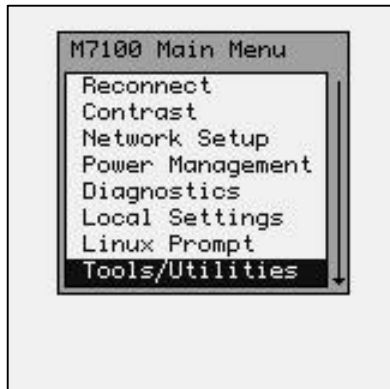 M7100 Main Menu
Reconnect
Contrast
Network Setup
Power Management
Diagnostics
Local Settings
Linux Prompt
Tools/Utilities